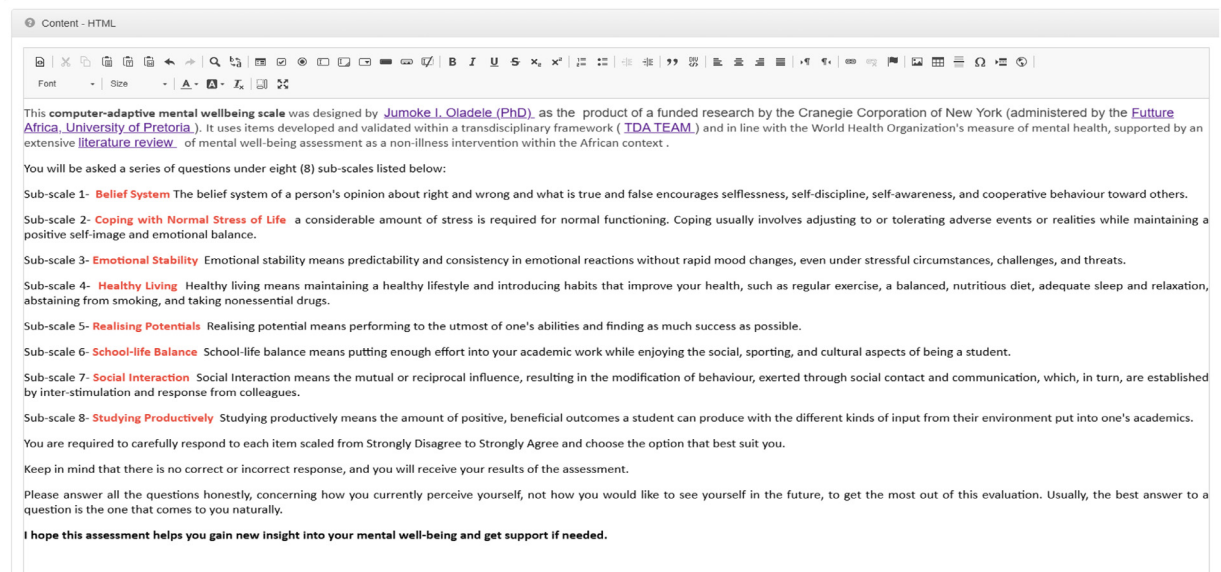 Content - HTML
B I U S x₂ x²
Font Size A A Tx
This computer-adaptive mental wellbeing scale was designed by Jumoke I. Oladele (PhD) as the product of a funded research by the Cranegie Corporation of New York (administered by the Futture
Africa, University of Pretoria ). It uses items developed and validated within a transdisciplinary framework ( TDA TEAM ) and in line with the World Health Organization's measure of mental health, supported by an
extensive literature review of mental well-being assessment as a non-illness intervention within the African context .
You will be asked a series of questions under eight (8) sub-scales listed below:
Sub-scale 1- Belief System The belief system of a person's opinion about right and wrong and what is true and false encourages selflessness, self-discipline, self-awareness, and cooperative behaviour toward others.
Sub-scale 2- Coping with Normal Stress of Life a considerable amount of stress is required for normal functioning. Coping usually involves adjusting to or tolerating adverse events or realities while maintaining a
positive self-image and emotional balance.
Sub-scale 3- Emotional Stability Emotional stability means predictability and consistency in emotional reactions without rapid mood changes, even under stressful circumstances, challenges, and threats.
Sub-scale 4- Healthy Living Healthy living means maintaining a healthy lifestyle and introducing habits that improve your health, such as regular exercise, a balanced, nutritious diet, adequate sleep and relaxation,
abstaining from smoking, and taking nonessential drugs.
Sub-scale 5- Realising Potentials Realising potential means performing to the utmost of one's abilities and finding as much success as possible.
Sub-scale 6- School-life Balance School-life balance means putting enough effort into your academic work while enjoying the social, sporting, and cultural aspects of being a student.
Sub-scale 7- Social Interaction Social Interaction means the mutual or reciprocal influence, resulting in the modification of behaviour, exerted through social contact and communication, which, in turn, are established
by inter-stimulation and response from colleagues.
Sub-scale 8- Studying Productively Studying productively means the amount of positive, beneficial outcomes a student can produce with the different kinds of input from their environment put into one's academics.
You are required to carefully respond to each item scaled from Strongly Disagree to Strongly Agree and choose the option that best suit you.
Keep in mind that there is no correct or incorrect response, and you will receive your results of the assessment.
Please answer all the questions honestly, concerning how you currently perceive yourself, not how you would like to see yourself in the future, to get the most out of this evaluation. Usually, the best answer to a
question is the one that comes to you naturally.
I hope this assessment helps you gain new insight into your mental well-being and get support if needed.